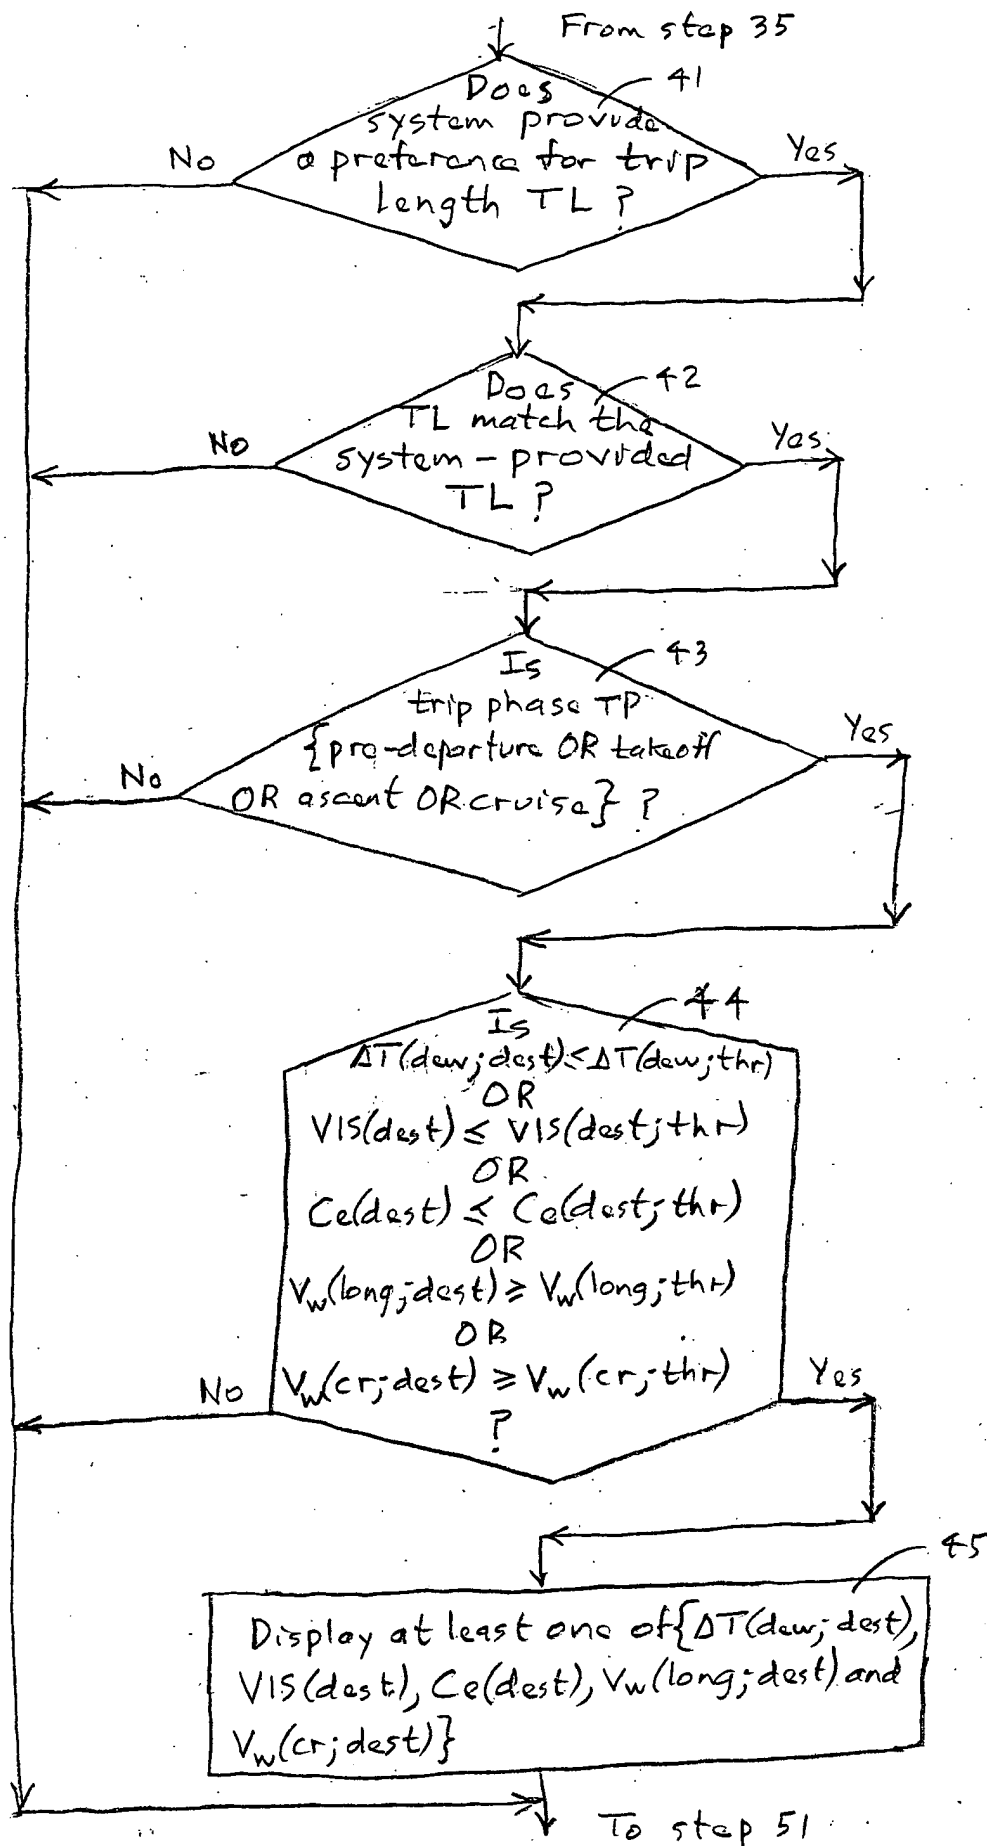 From step 35
41
Does
system provide
a preference for trip
length TL ?
No
Yes
42
Does
TL match the
system-provided
TL ?
No
Yes
43
Is
trip phase TP
{pre-departure OR takeoff
OR ascent OR cruise} ?
No
Yes
44
Is
ΔT(dew;dest)≤ΔT(dew;thr)
OR
VIS(dest) ≤ VIS(dest;thr)
OR
Ce(dest) ≤ Ce(dest;thr)
OR
Vw(long;dest) ≥ Vw(long;thr)
OR
Vw(cr;dest) ≥ Vw(cr;thr)
?
No
Yes
45
Display at least one of{ΔT(dew;dest),
VIS(dest), Ce(dest), Vw(long;dest) and
Vw(cr;dest)}
To step 51